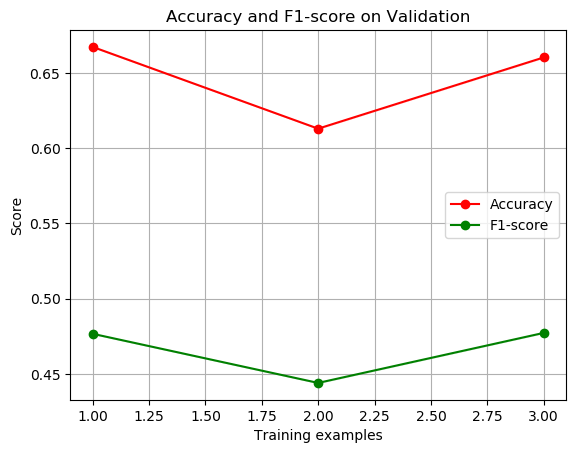 Accuracy and F1-score on Validation
Score
0.65
0.60
0.55
0.50
0.45
Accuracy
F1-score
1.00 1.25 1.50 1.75 2.00 2.25 2.50 2.75 3.00
Training examples